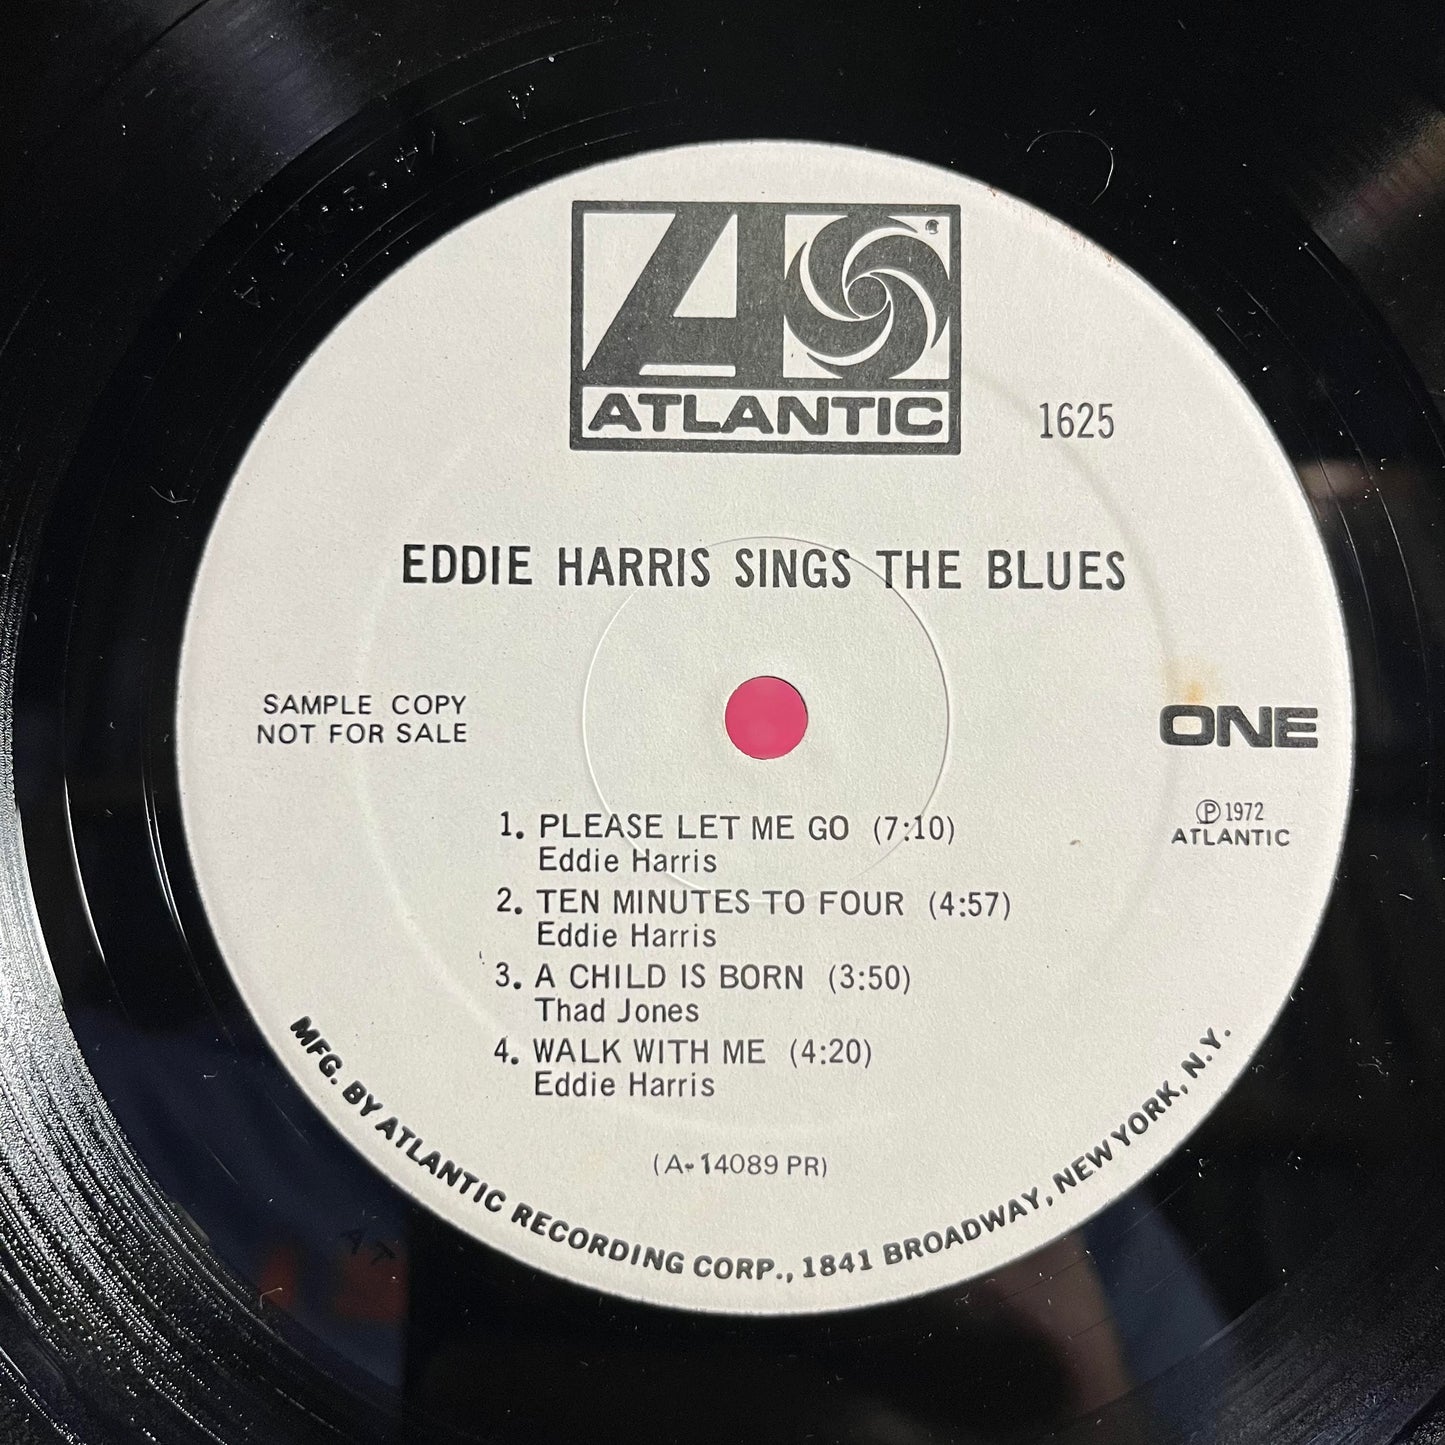 ATLANTIC
1625
EDDIE HARRIS SINGS THE BLUES
SAMPLE COPY
NOT FOR SALE
ONE
Ⓟ 1972
ATLANTIC
1. PLEASE LET ME GO (7:10)
Eddie Harris
2. TEN MINUTES TO FOUR (4:57)
Eddie Harris
3. A CHILD IS BORN (3:50)
Thad Jones
4. WALK WITH ME (4:20)
Eddie Harris
(A-14089 PR)
MFG. BY ATLANTIC RECORDING CORP., 1841 BROADWAY, NEW YORK, N.Y.